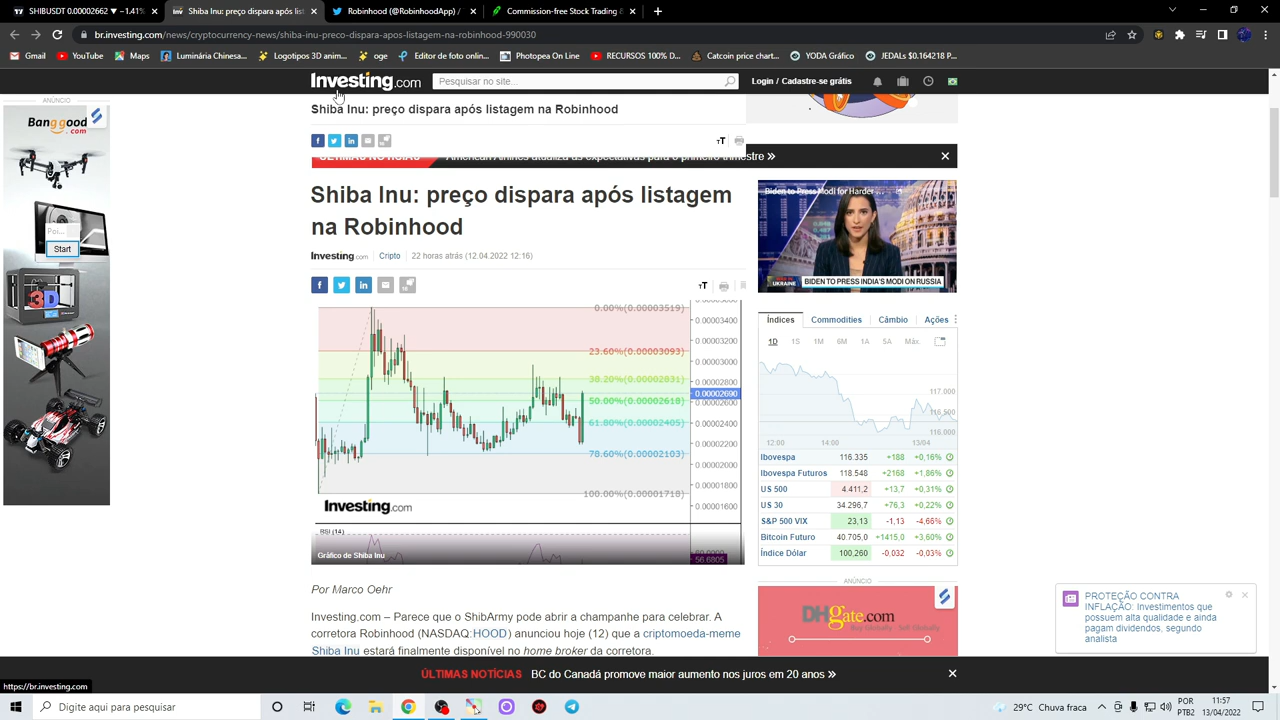 SHIBUSDT 0.00002662 ▼ −1.41%
Shiba Inu: preço dispara após list
(2) RobinhoodApp) /
Commission-free Stock Trading &
br.investing.com/news/cryptocurrency-news/shiba-inu-preco-dispara-apos-listagem-na-robinhood-990030
Gmail
YouTube
Maps
Luminária Chinesa...
Logotipos 3D anim...
oge
Editor de foto onlin...
Photopea On Line
RECURSOS 100% D...
Catcoin price chart...
YODA Gráfico
JEDALs $0.164218 P...
Investing.com
Pesquisar no site...
Login / Cadastre-se grátis
ANÚNCIO
Banggood.com
Poi...
Start
3D
Shiba Inu: preço dispara após listagem na Robinhood
ÚLTIMAS NOTÍCIAS
American Airlines atualiza as expectativas para o primeiro trimestre »
Shiba Inu: preço dispara após listagem
na Robinhood
Investing.com
Cripto
22 horas atrás (12.04.2022 12:16)
0.00%(0.00003519)
23.60%(0.00003093)
38.20%(0.00002831)
50.00%(0.00002618)
61.80%(0.00002405)
78.60%(0.00002103)
100.00%(0.00001718)
0.00003400
0.00003200
0.00003000
0.00002800
0.00002690
0.00002600
0.00002400
0.00002200
0.00002000
0.00001800
0.00001600
Investing.com
RSI (14)
56.6805
Gráfico de Shiba Inu
Por Marco Oehr
Investing.com – Parece que o ShibArmy pode abrir a champanhe para celebrar. A
corretora Robinhood (NASDAQ:HOOD) anunciou hoje (12) que a criptomoeda-meme
Shiba Inu estará finalmente disponível no home broker da corretora.
Biden to Press Modi for Harder ...
UKRAINE
BIDEN TO PRESS INDIA'S MODI ON RUSSIA
Índices Commodities Câmbio Ações
1D 1S 1M 6M 1A 5A Máx.
117.000
116.500
116.000
12:00 14:00 13/04
Ibovespa 116.335 +188 +0,16%
Ibovespa Futuros 118.548 +2168 +1,86%
US 500 4.411,2 +13,7 +0,31%
US 30 34.296,7 +76,3 +0,22%
S&P 500 VIX 23,13 -1,13 -4,66%
Bitcoin Futuro 40.705,0 +1415,0 +3,60%
Índice Dólar 100,260 -0,032 -0,03%
ANÚNCIO
DHgate.com
Buy Globally · Sell Globally
PROTEÇÃO CONTRA
INFLAÇÃO: Investimentos que
possuem alta qualidade e ainda
pagam dividendos, segundo
analista
ÚLTIMAS NOTÍCIAS BC do Canadá promove maior aumento nos juros em 20 anos »
https://br.investing.com
Digite aqui para pesquisar
29°C Chuva fraca
POR
PTB2
11:57
13/04/2022